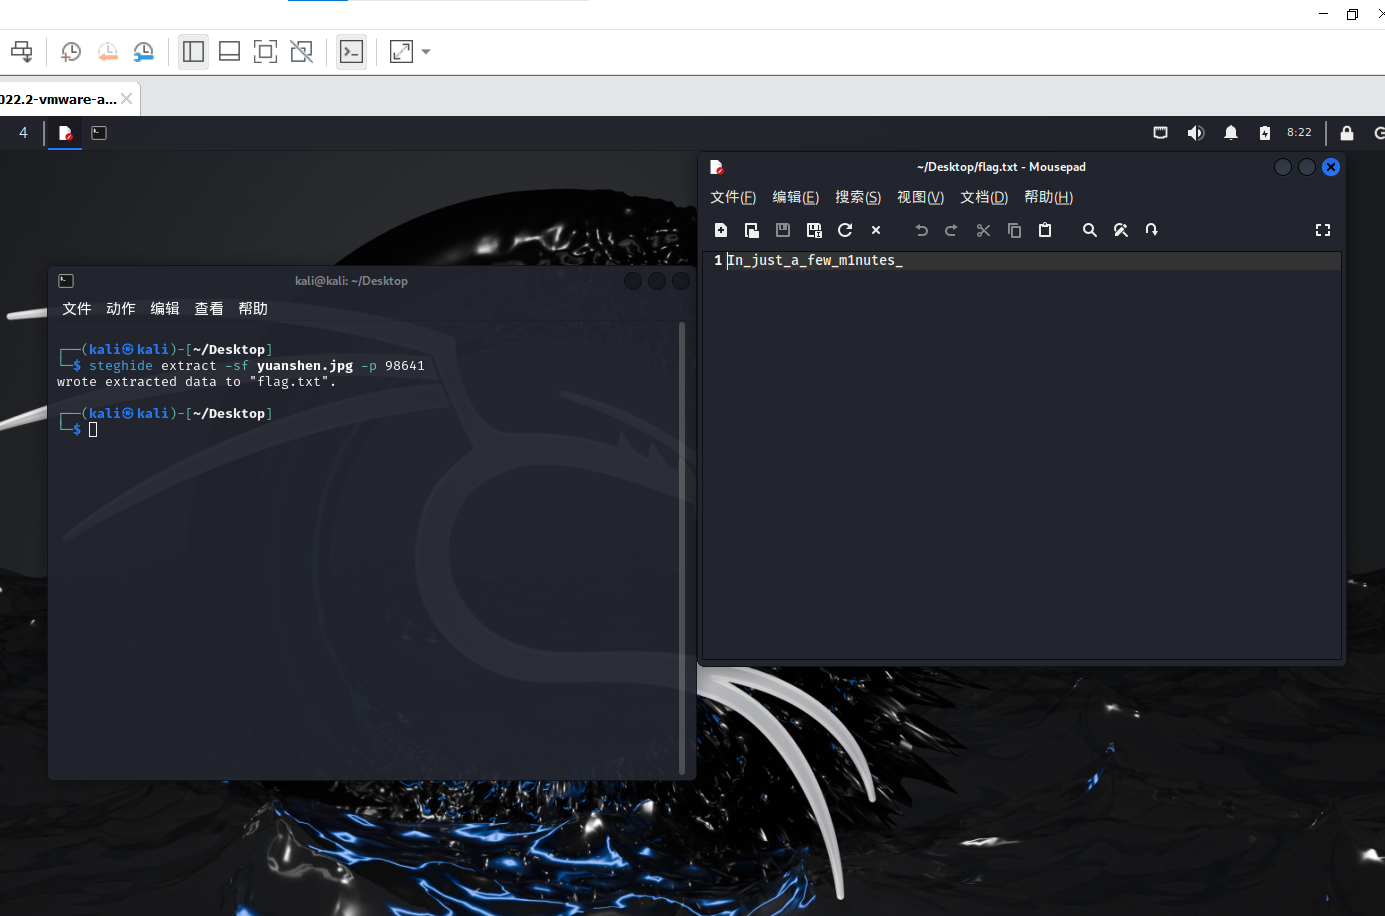 022.2-vmware-a...
4
8:22
~/Desktop/flag.txt - Mousepad
文件(F) 编辑(E) 搜索(S) 视图(V) 文档(D) 帮助(H)
1 In_just_a_few_m1nutes_
kali@kali: ~/Desktop
文件 动作 编辑 查看 帮助
┌──(kali㉿kali)-[~/Desktop]
└─$ steghide extract -sf yuanshen.jpg -p 98641
wrote extracted data to "flag.txt".
┌──(kali㉿kali)-[~/Desktop]
└─$